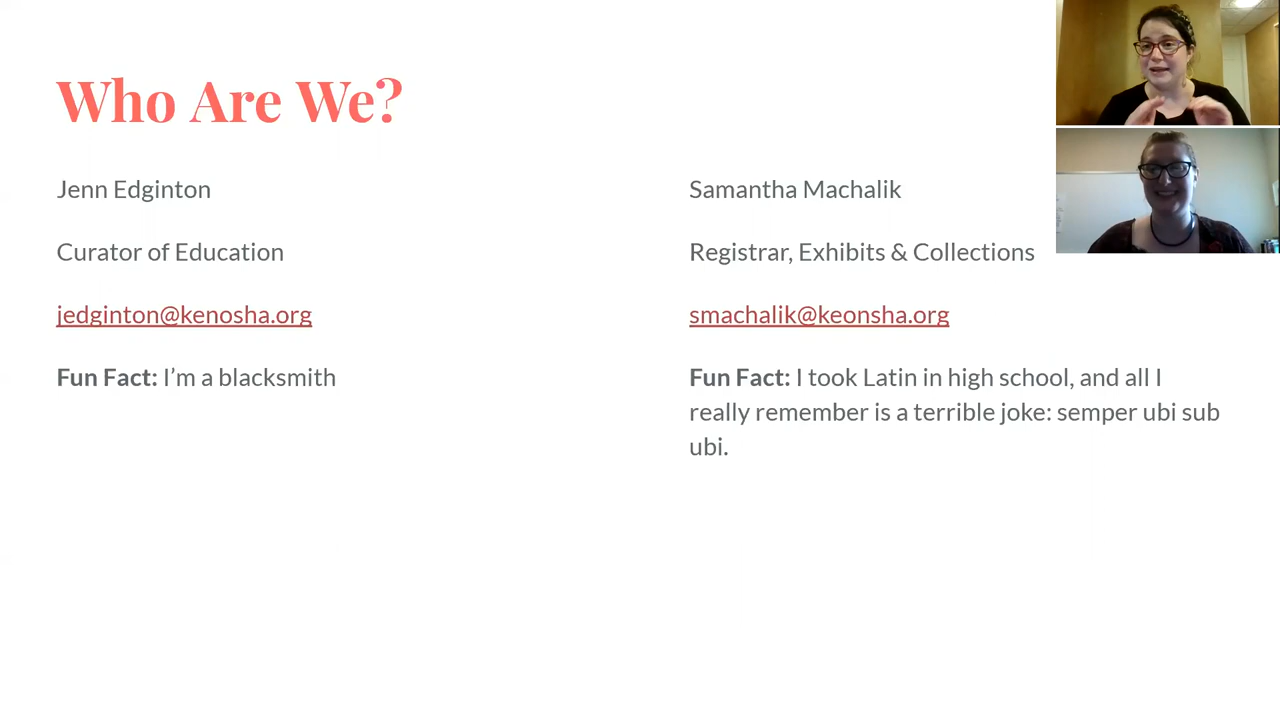 Who Are We?
Jenn Edginton
Curator of Education
jedginton@kenosha.org
Fun Fact: I'm a blacksmith
Samantha Machalik
Registrar, Exhibits & Collections
smachalik@keonsha.org
Fun Fact: I took Latin in high school, and all I
really remember is a terrible joke: semper ubi sub
ubi.